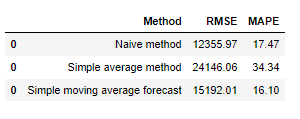 Method RMSE MAPE
0 Naive method 12355.97 17.47
0 Simple average method 24146.06 34.34
0 Simple moving average forecast 15192.01 16.10